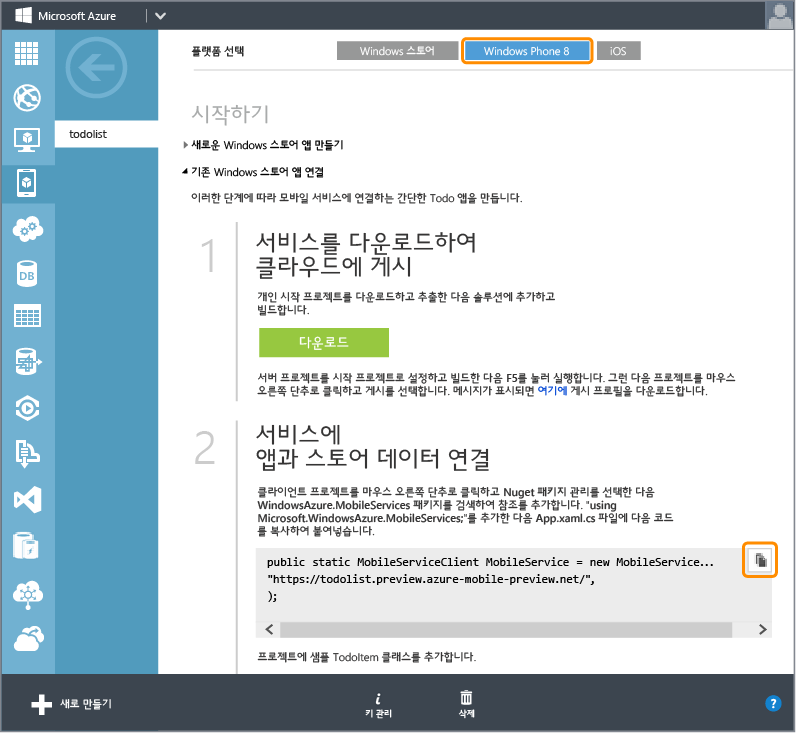 Microsoft Azure
플랫폼 선택
Windows 스토어
Windows Phone 8
iOS
todolist
시작하기
새로운 Windows 스토어 앱 만들기
기존 Windows 스토어 앱 연결
이러한 단계에 따라 모바일 서비스에 연결하는 간단한 Todo 앱을 만듭니다.
1
서비스를 다운로드하여
클라우드에 게시
개인 시작 프로젝트를 다운로드하고 추출한 다음 솔루션에 추가하고
빌드합니다.
다운로드
서버 프로젝트를 시작 프로젝트로 설정하고 빌드한 다음 F5를 눌러 실행합니다. 그런 다음 프로젝트를 마우스
오른쪽 단추로 클릭하고 게시를 선택합니다. 메시지가 표시되면 여기에 게시 프로필을 다운로드합니다.
2
서비스에
앱과 스토어 데이터 연결
클라이언트 프로젝트를 마우스 오른쪽 단추로 클릭하고 Nuget 패키지 관리를 선택한 다음
WindowsAzure.MobileServices 패키지를 검색하여 참조를 추가합니다. "using
Microsoft.WindowsAzure.MobileServices;"를 추가한 다음 App.xaml.cs 파일에 다음 코드
를 복사하여 붙여넣습니다.
public static MobileServiceClient MobileService = new MobileService...
"https://todolist.preview.azure-mobile-preview.net/",
);
프로젝트에 샘플 TodoItem 클래스를 추가합니다.
DB
새로 만들기
키 관리
삭제
?